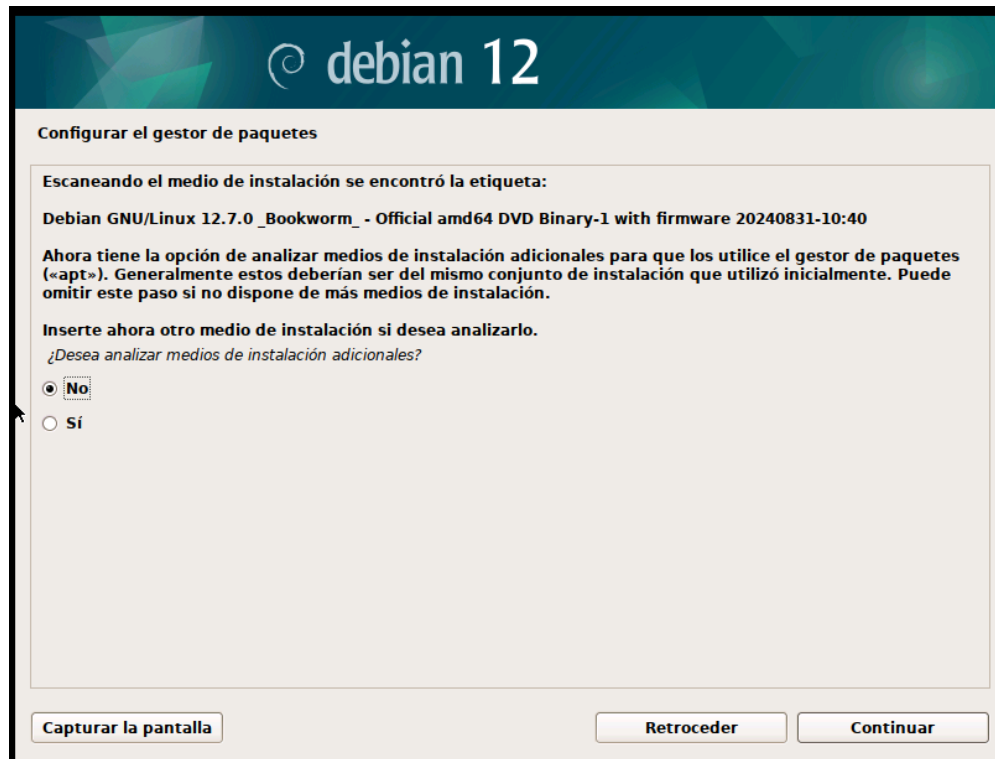 debian 12
Configurar el gestor de paquetes
Escaneando el medio de instalación se encontró la etiqueta:
Debian GNU/Linux 12.7.0 _Bookworm_ - Official amd64 DVD Binary-1 with firmware 20240831-10:40
Ahora tiene la opción de analizar medios de instalación adicionales para que los utilice el gestor de paquetes
(«apt»). Generalmente estos deberían ser del mismo conjunto de instalación que utilizó inicialmente. Puede
omitir este paso si no dispone de más medios de instalación.
Inserte ahora otro medio de instalación si desea analizarlo.
¿Desea analizar medios de instalación adicionales?
No
Sí
Capturar la pantalla
Retroceder
Continuar